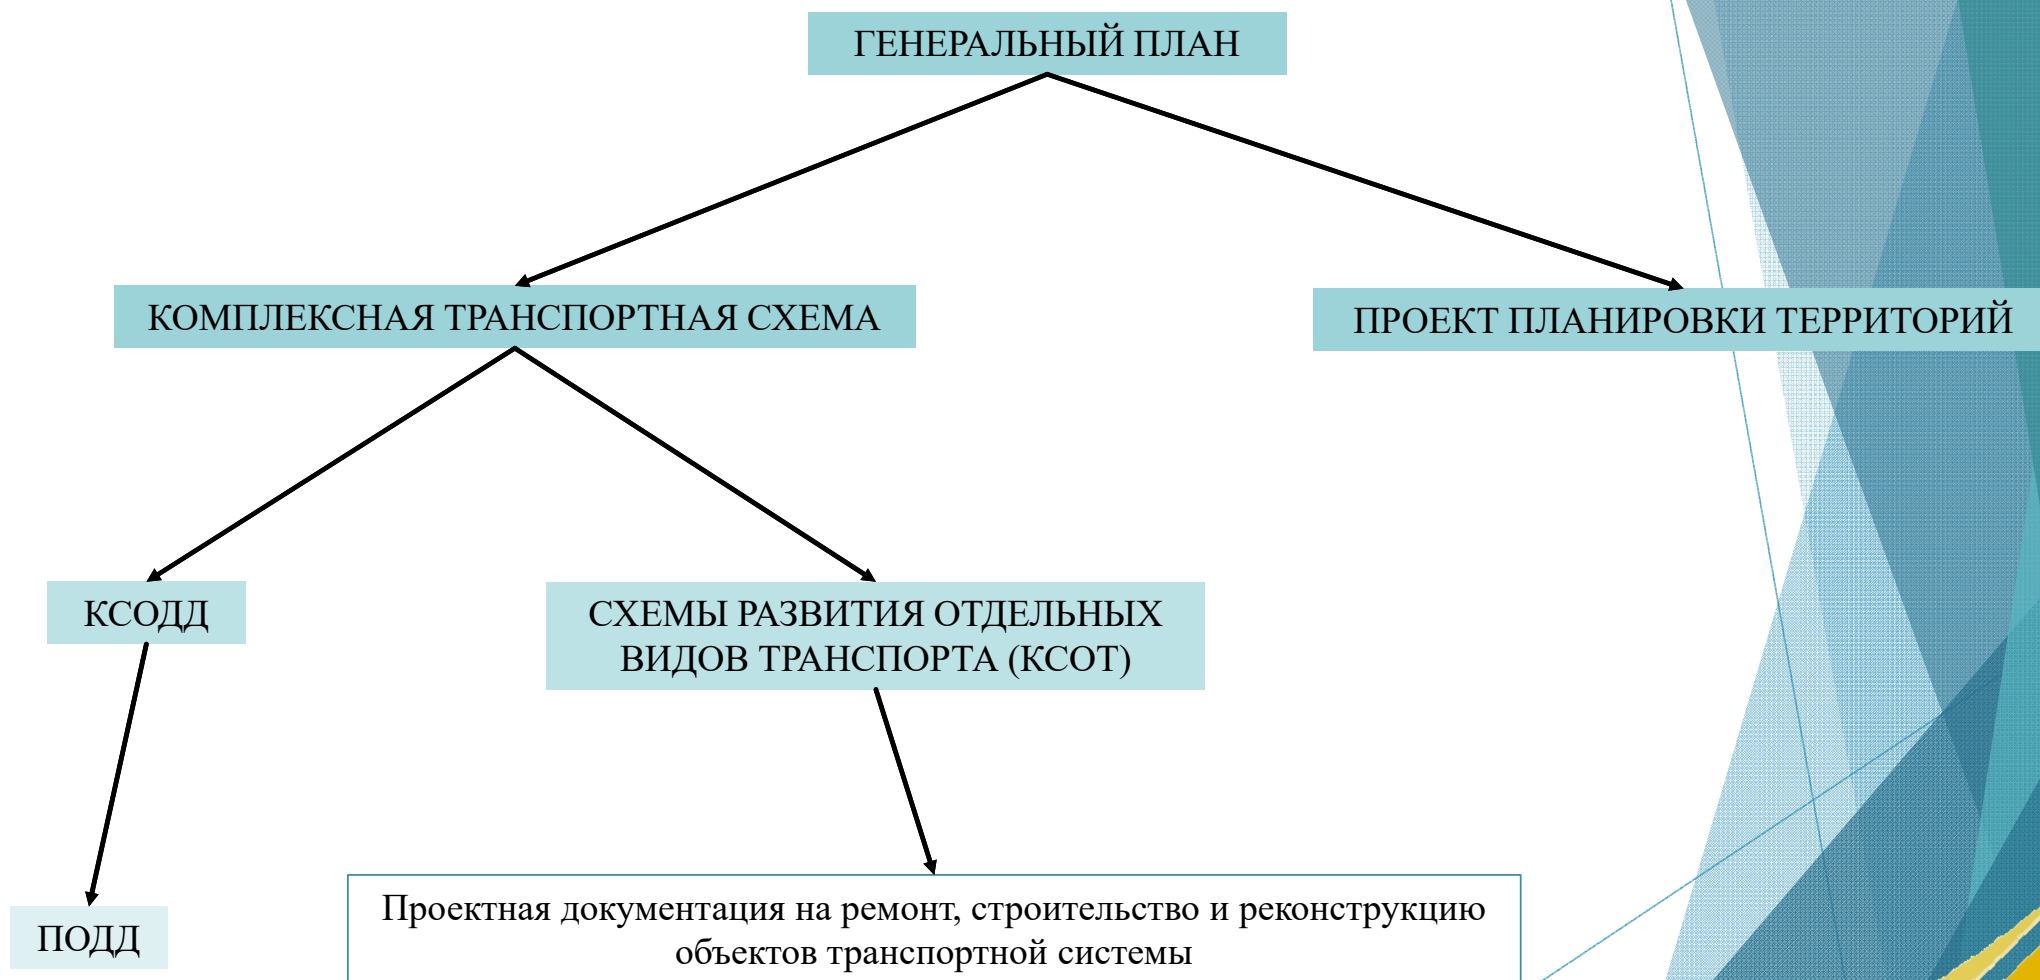 ГЕНЕРАЛЬНЫЙ ПЛАН
КОМПЛЕКСНАЯ ТРАНСПОРТНАЯ СХЕМА
ПРОЕКТ ПЛАНИРОВКИ ТЕРРИТОРИЙ
КСОДД
СХЕМЫ РАЗВИТИЯ ОТДЕЛЬНЫХ
ВИДОВ ТРАНСПОРТА (КСОТ)
ПОДД
Проектная документация на ремонт, строительство и реконструкцию
объектов транспортной системы